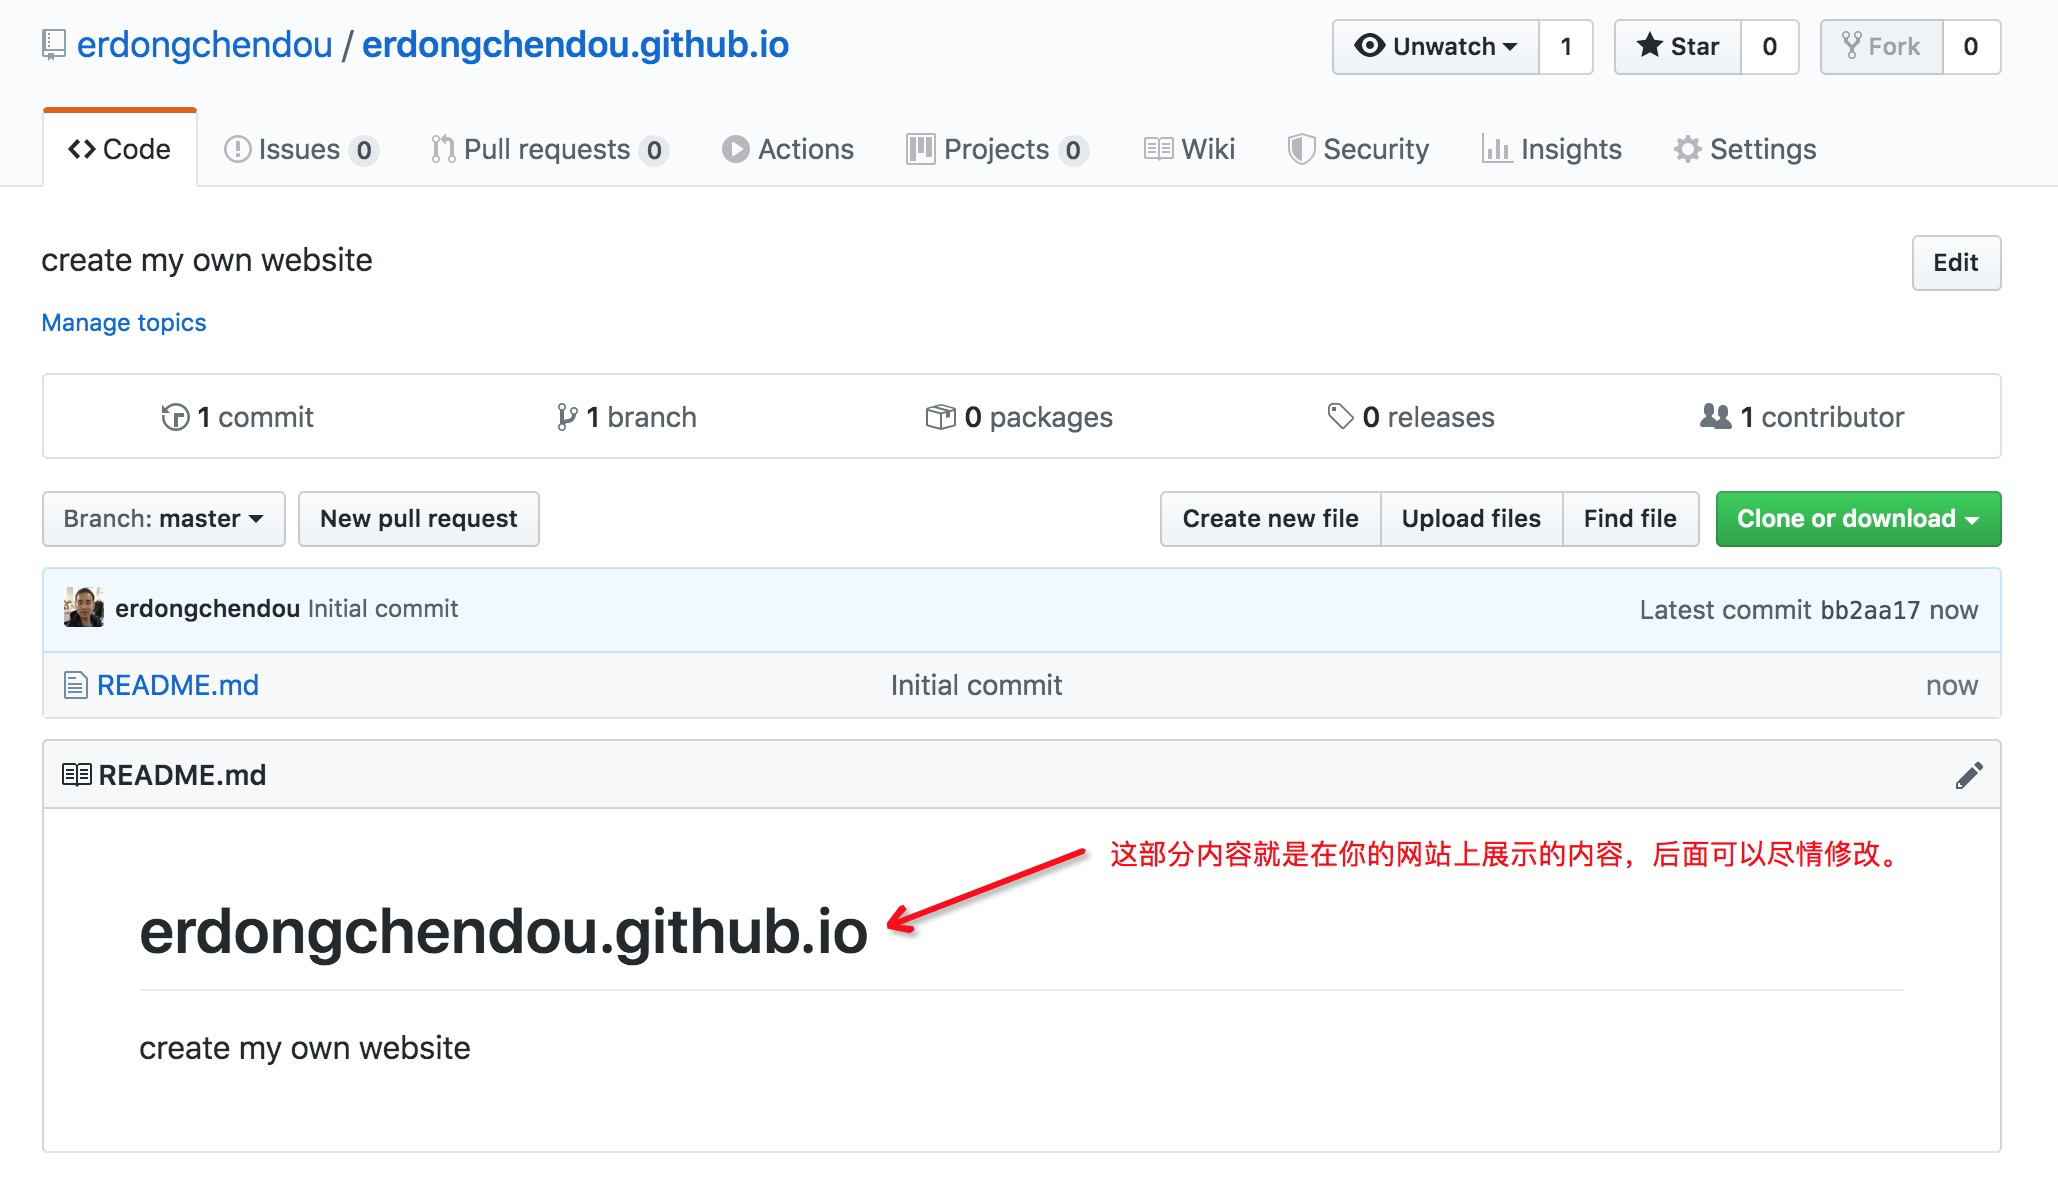 erdongchendou / erdongchendou.github.io
Unwatch 1 Star 0 Fork 0
Code Issues 0 Pull requests 0 Actions Projects 0 Wiki Security Insights Settings
create my own website
Edit
Manage topics
1 commit 1 branch 0 packages 0 releases 1 contributor
Branch: master New pull request Create new file Upload files Find file Clone or download
erdongchendou Initial commit Latest commit bb2aa17 now
README.md Initial commit now
README.md
这部分内容就是在你的网站上展示的内容，后面可以尽情修改。
erdongchendou.github.io
create my own website